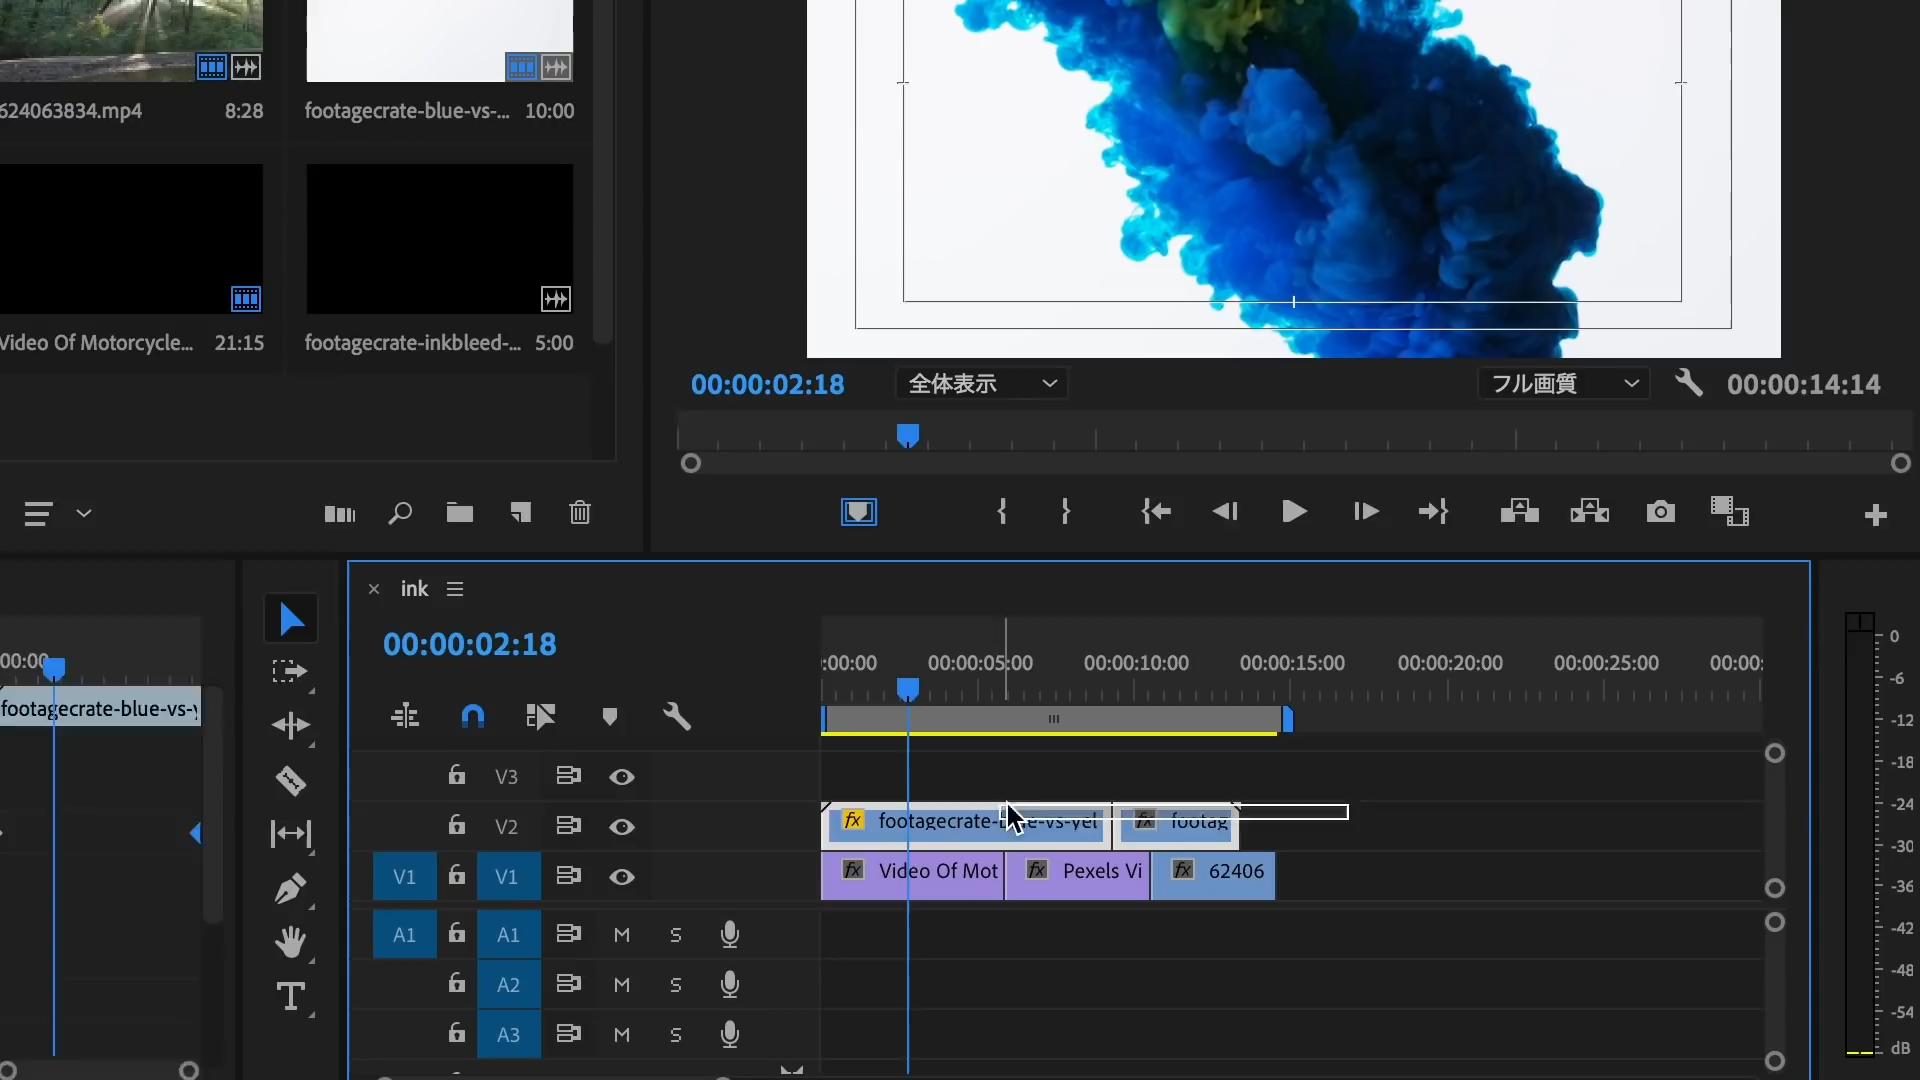 624063834.mp4 8:28
footagecrate-blue-vs-... 10:00
Video Of Motorcycle... 21:15
footagecrate-inkbleed-... 5:00
00:00:02:18 全体表示 フル画質 00:00:14:14
× ink
00:00:02:18
:00:00 00:00:05:00 00:00:10:00 00:00:15:00 00:00:20:00 00:00:25:00 00:00:
00:00
footagecrate-blue-vs-y
V3
V2 fx footagecrate-blue-vs-yel fx footag
V1 V1 fx Video Of Mot fx Pexels Vi fx 62406
A1 A1 M S
A2 M S
A3 M S
T
0
-6
-12
-18
-24
-30
-36
-42
-48
-54
dB